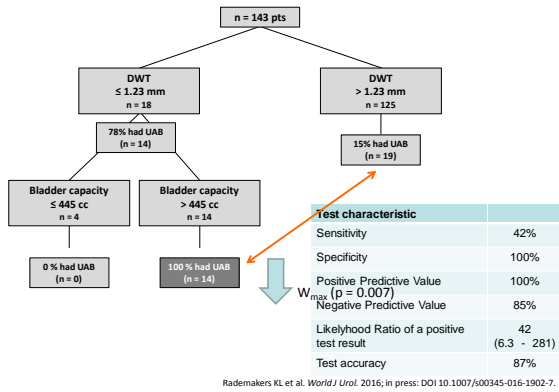 n = 143 pts
DWT
≤ 1.23 mm
n = 18
DWT
> 1.23 mm
n = 125
78% had UAB
(n = 14)
15% had UAB
(n = 19)
Bladder capacity
≤ 445 cc
n = 4
Bladder capacity
> 445 cc
n = 14
0 % had UAB
(n = 0)
100 % had UAB
(n = 14)
Wmax (p = 0.007)
Test characteristic
Sensitivity 42%
Specificity 100%
Positive Predictive Value 100%
Negative Predictive Value 85%
Likelyhood Ratio of a positive 42
test result (6.3 - 281)
Test accuracy 87%
Rademakers KL et al. World J Urol. 2016; in press: DOI 10.1007/s00345-016-1902-7.